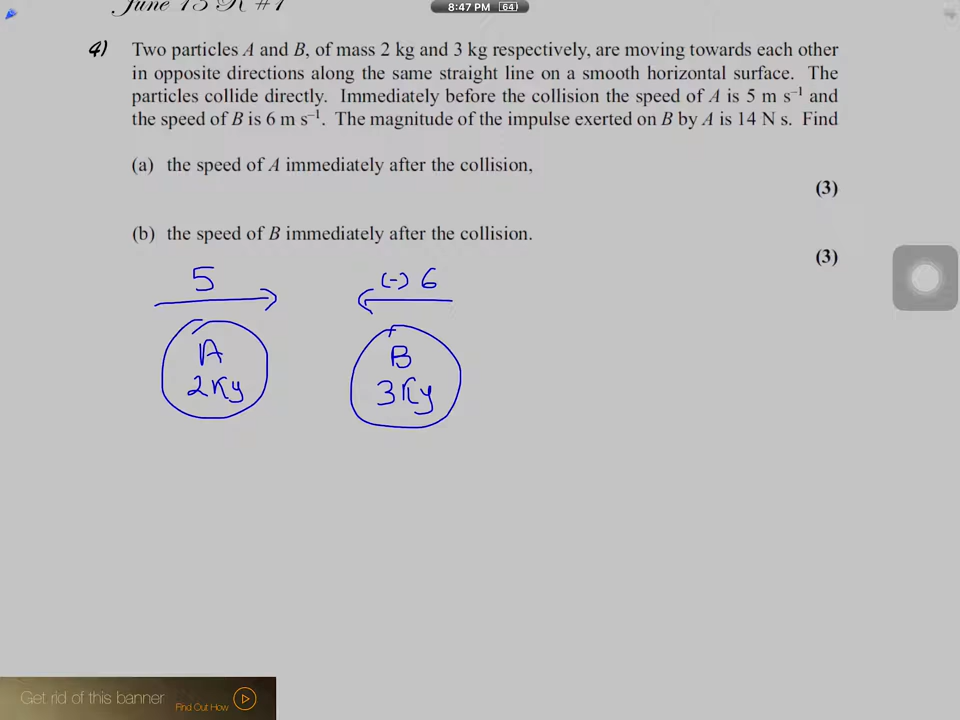 June 13 R #1
8:47 PM 64
4) Two particles A and B, of mass 2 kg and 3 kg respectively, are moving towards each other
in opposite directions along the same straight line on a smooth horizontal surface. The
particles collide directly. Immediately before the collision the speed of A is 5 m s⁻¹ and
the speed of B is 6 m s⁻¹. The magnitude of the impulse exerted on B by A is 14 N s. Find
(a) the speed of A immediately after the collision,
(3)
(b) the speed of B immediately after the collision.
(3)
5 (-) 6
A B
2Kg 3Kg
Get rid of this banner
Find Out How